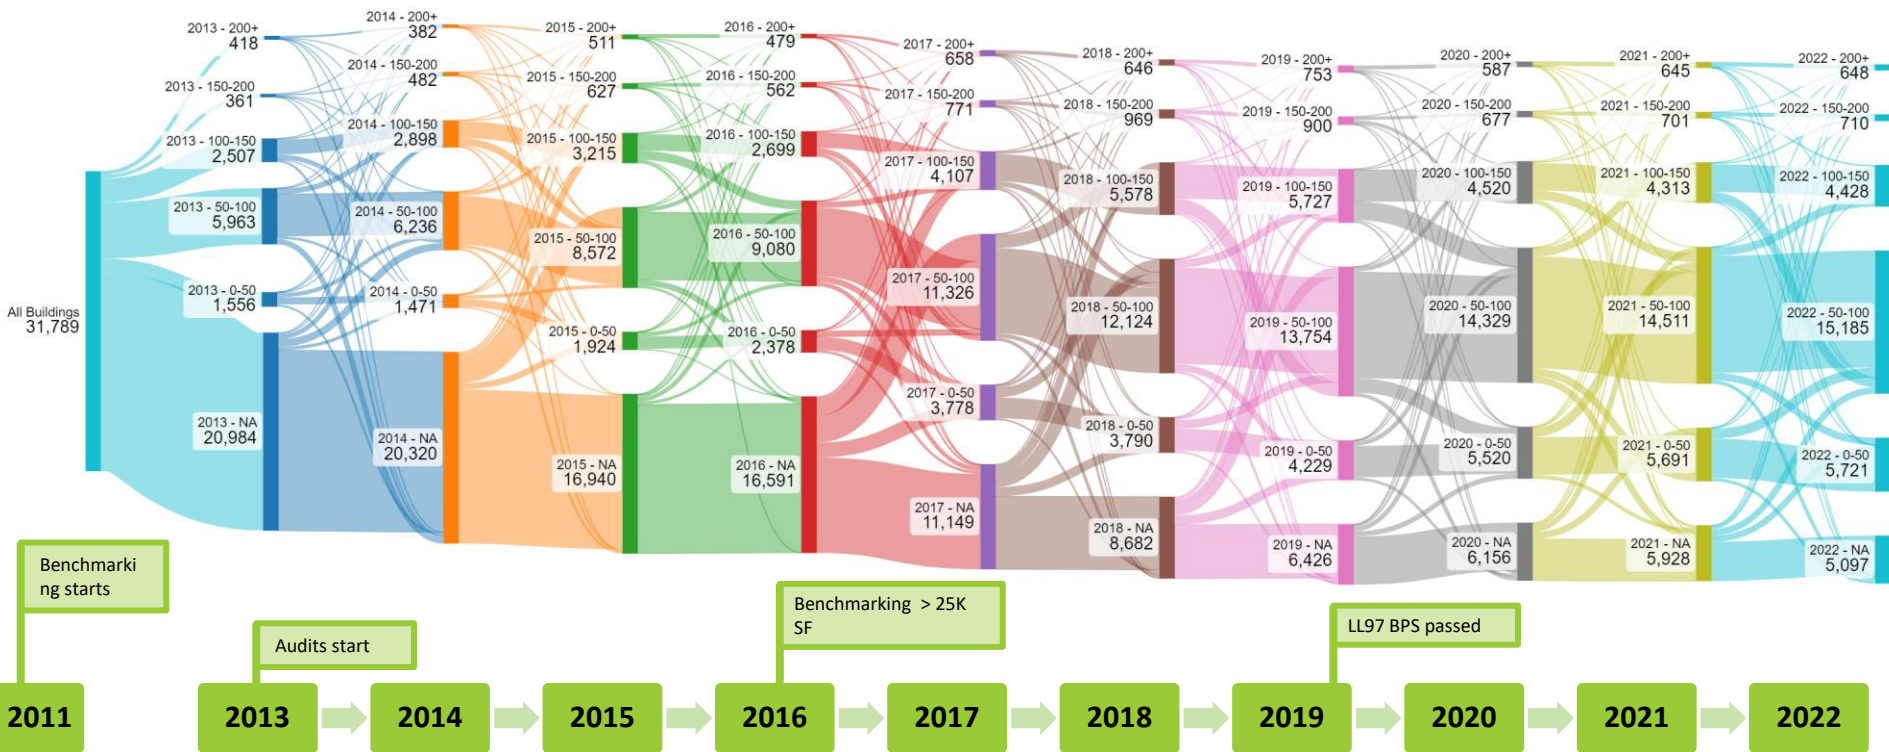 2013 - 200+
418
2013 - 150-200
361
2013 - 100-150
2,507
2013 - 50-100
5,963
2013 - 0-50
1,556
All Buildings
31,789
2013 - NA
20,984
2014 - 200+
382
2014 - 150-200
482
2014 - 100-150
2,898
2014 - 50-100
6,236
2014 - 0-50
1,471
2014 - NA
20,320
2015 - 200+
511
2015 - 150-200
627
2015 - 100-150
3,215
2015 - 50-100
8,572
2015 - 0-50
1,924
2015 - NA
16,940
2016 - 200+
479
2016 - 150-200
562
2016 - 100-150
2,699
2016 - 50-100
9,080
2016 - 0-50
2,378
2016 - NA
16,591
2017 - 200+
658
2017 - 150-200
771
2017 - 100-150
4,107
2017 - 50-100
11,326
2017 - 0-50
3,778
2017 - NA
11,149
2018 - 200+
646
2018 - 150-200
969
2018 - 100-150
5,578
2018 - 50-100
12,124
2018 - 0-50
3,790
2018 - NA
8,682
2019 - 200+
753
2019 - 150-200
900
2019 - 100-150
5,727
2019 - 50-100
13,754
2019 - 0-50
4,229
2019 - NA
6,426
2020 - 200+
587
2020 - 150-200
677
2020 - 100-150
4,520
2020 - 50-100
14,329
2020 - 0-50
5,520
2020 - NA
6,156
2021 - 200+
645
2021 - 150-200
701
2021 - 100-150
4,313
2021 - 50-100
14,511
2021 - 0-50
5,691
2021 - NA
5,928
2022 - 200+
648
2022 - 150-200
710
2022 - 100-150
4,428
2022 - 50-100
15,185
2022 - 0-50
5,721
2022 - NA
5,097
Benchmarki
ng starts
Audits start
Benchmarking > 25K
SF
LL97 BPS passed
2011
2013
2014
2015
2016
2017
2018
2019
2020
2021
2022